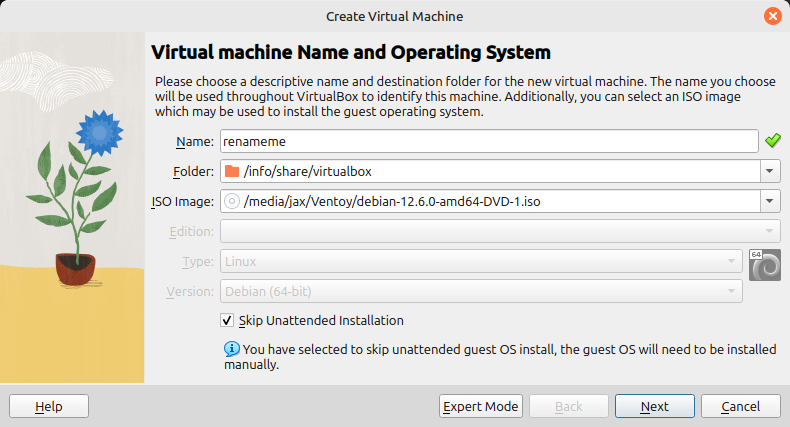 Create Virtual Machine
Virtual machine Name and Operating System
Please choose a descriptive name and destination folder for the new virtual machine. The name you choose
will be used throughout VirtualBox to identify this machine. Additionally, you can select an ISO image
which may be used to install the guest operating system.
Name: renameme
Folder: /info/share/virtualbox
ISO Image: /media/jax/Ventoy/debian-12.6.0-amd64-DVD-1.iso
Edition:
Type: Linux
64
Version: Debian (64-bit)
Skip Unattended Installation
You have selected to skip unattended guest OS install, the guest OS will need to be installed
manually.
Help Expert Mode Back Next Cancel